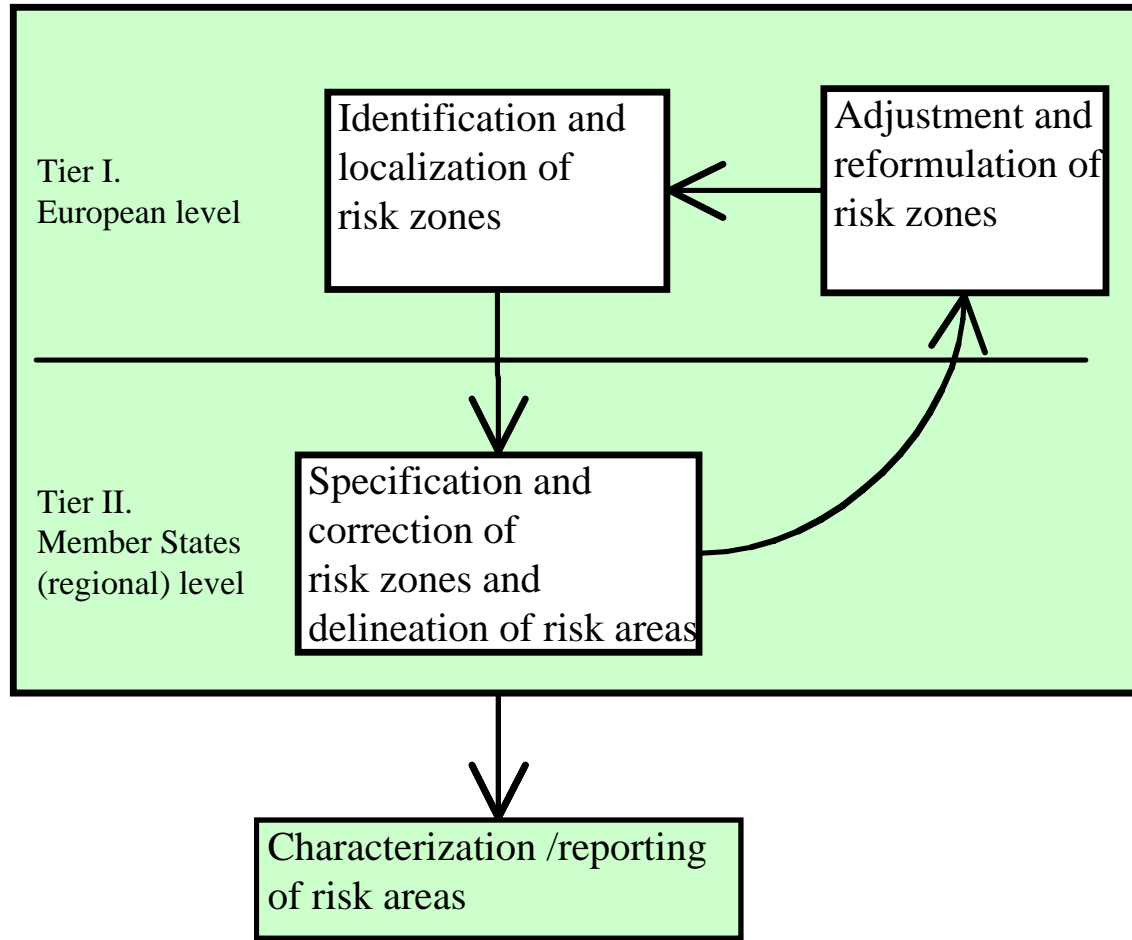 Tier I.
European level
Identification and
localization of
risk zones
Adjustment and
reformulation of
risk zones
Tier II.
Member States
(regional) level
Specification and
correction of
risk zones and
delineation of risk areas
Characterization /reporting
of risk areas